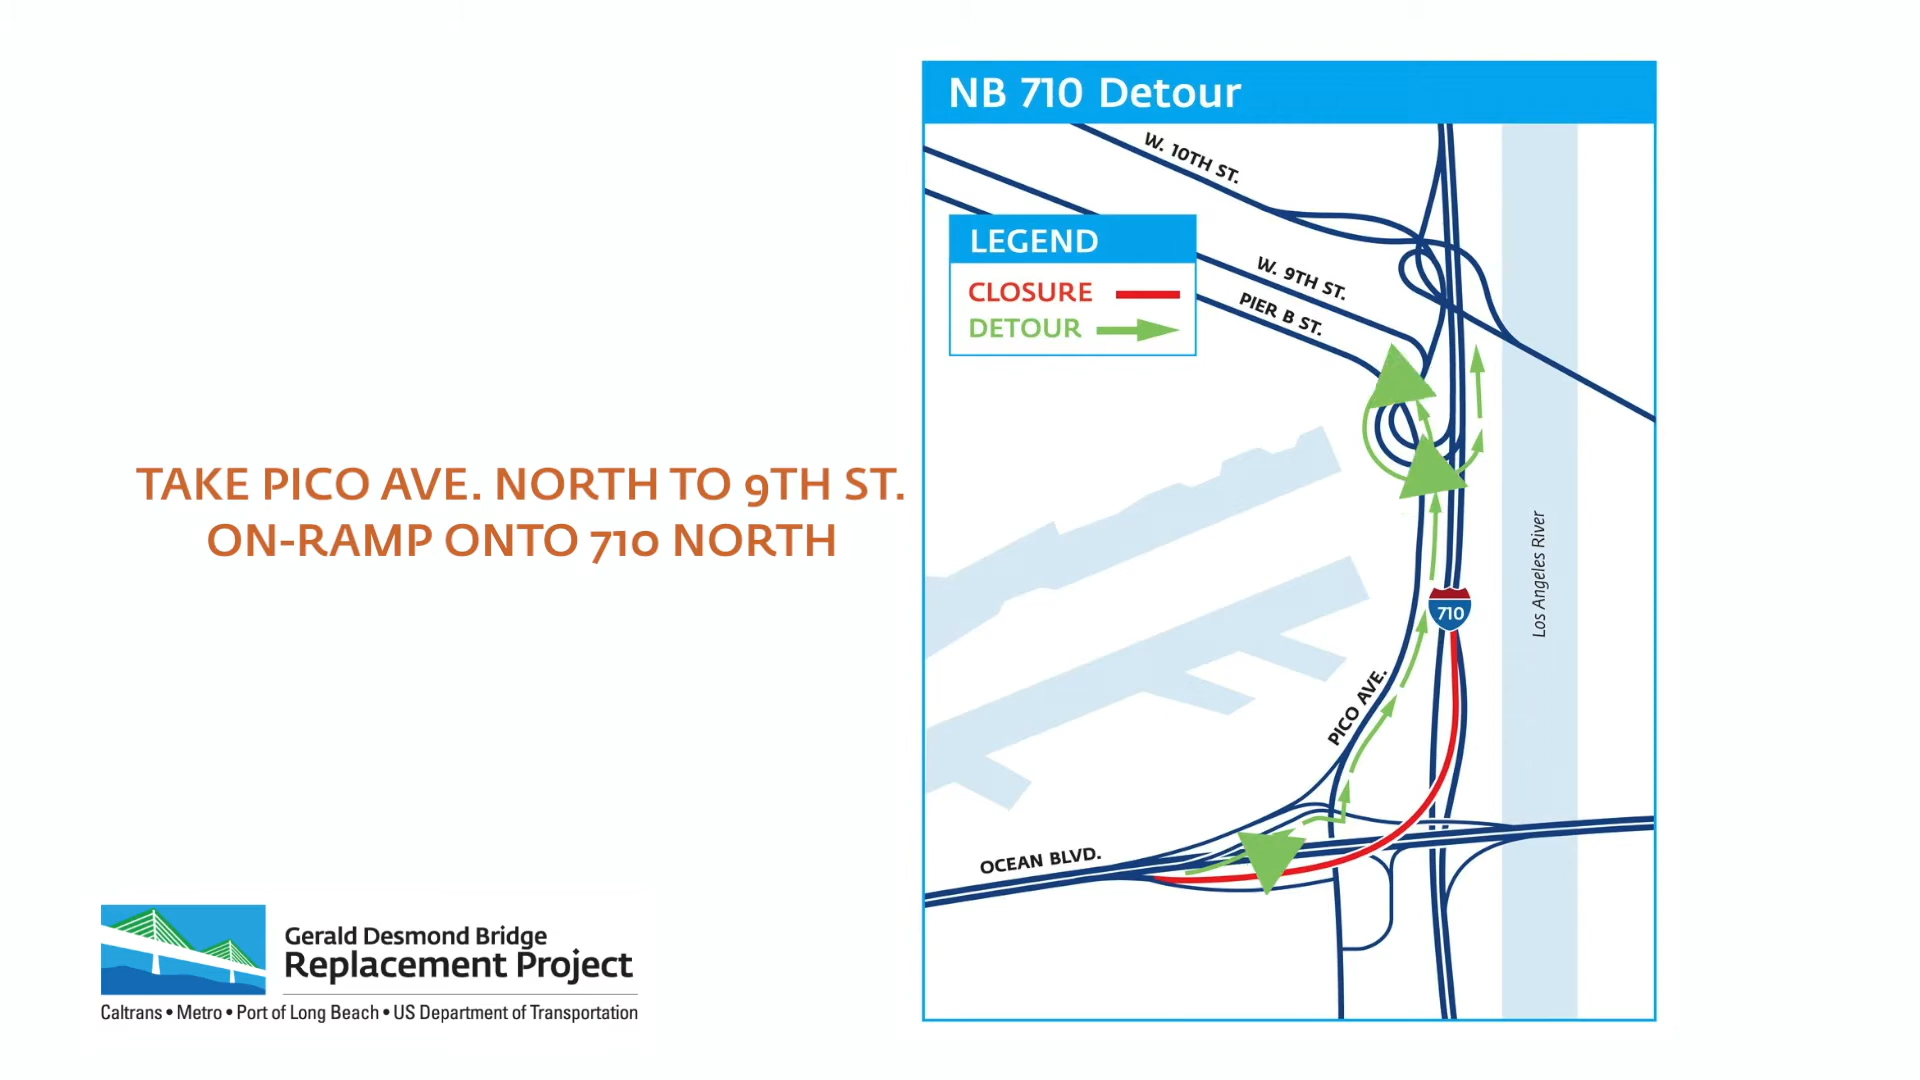 TAKE PICO AVE. NORTH TO 9TH ST.
ON-RAMP ONTO 710 NORTH
Gerald Desmond Bridge
Replacement Project
Caltrans • Metro • Port of Long Beach • US Department of Transportation
NB 710 Detour
W. 10TH ST.
LEGEND
CLOSURE
DETOUR
W. 9TH ST.
PIER B ST.
710
Los Angeles River
PICO AVE.
OCEAN BLVD.